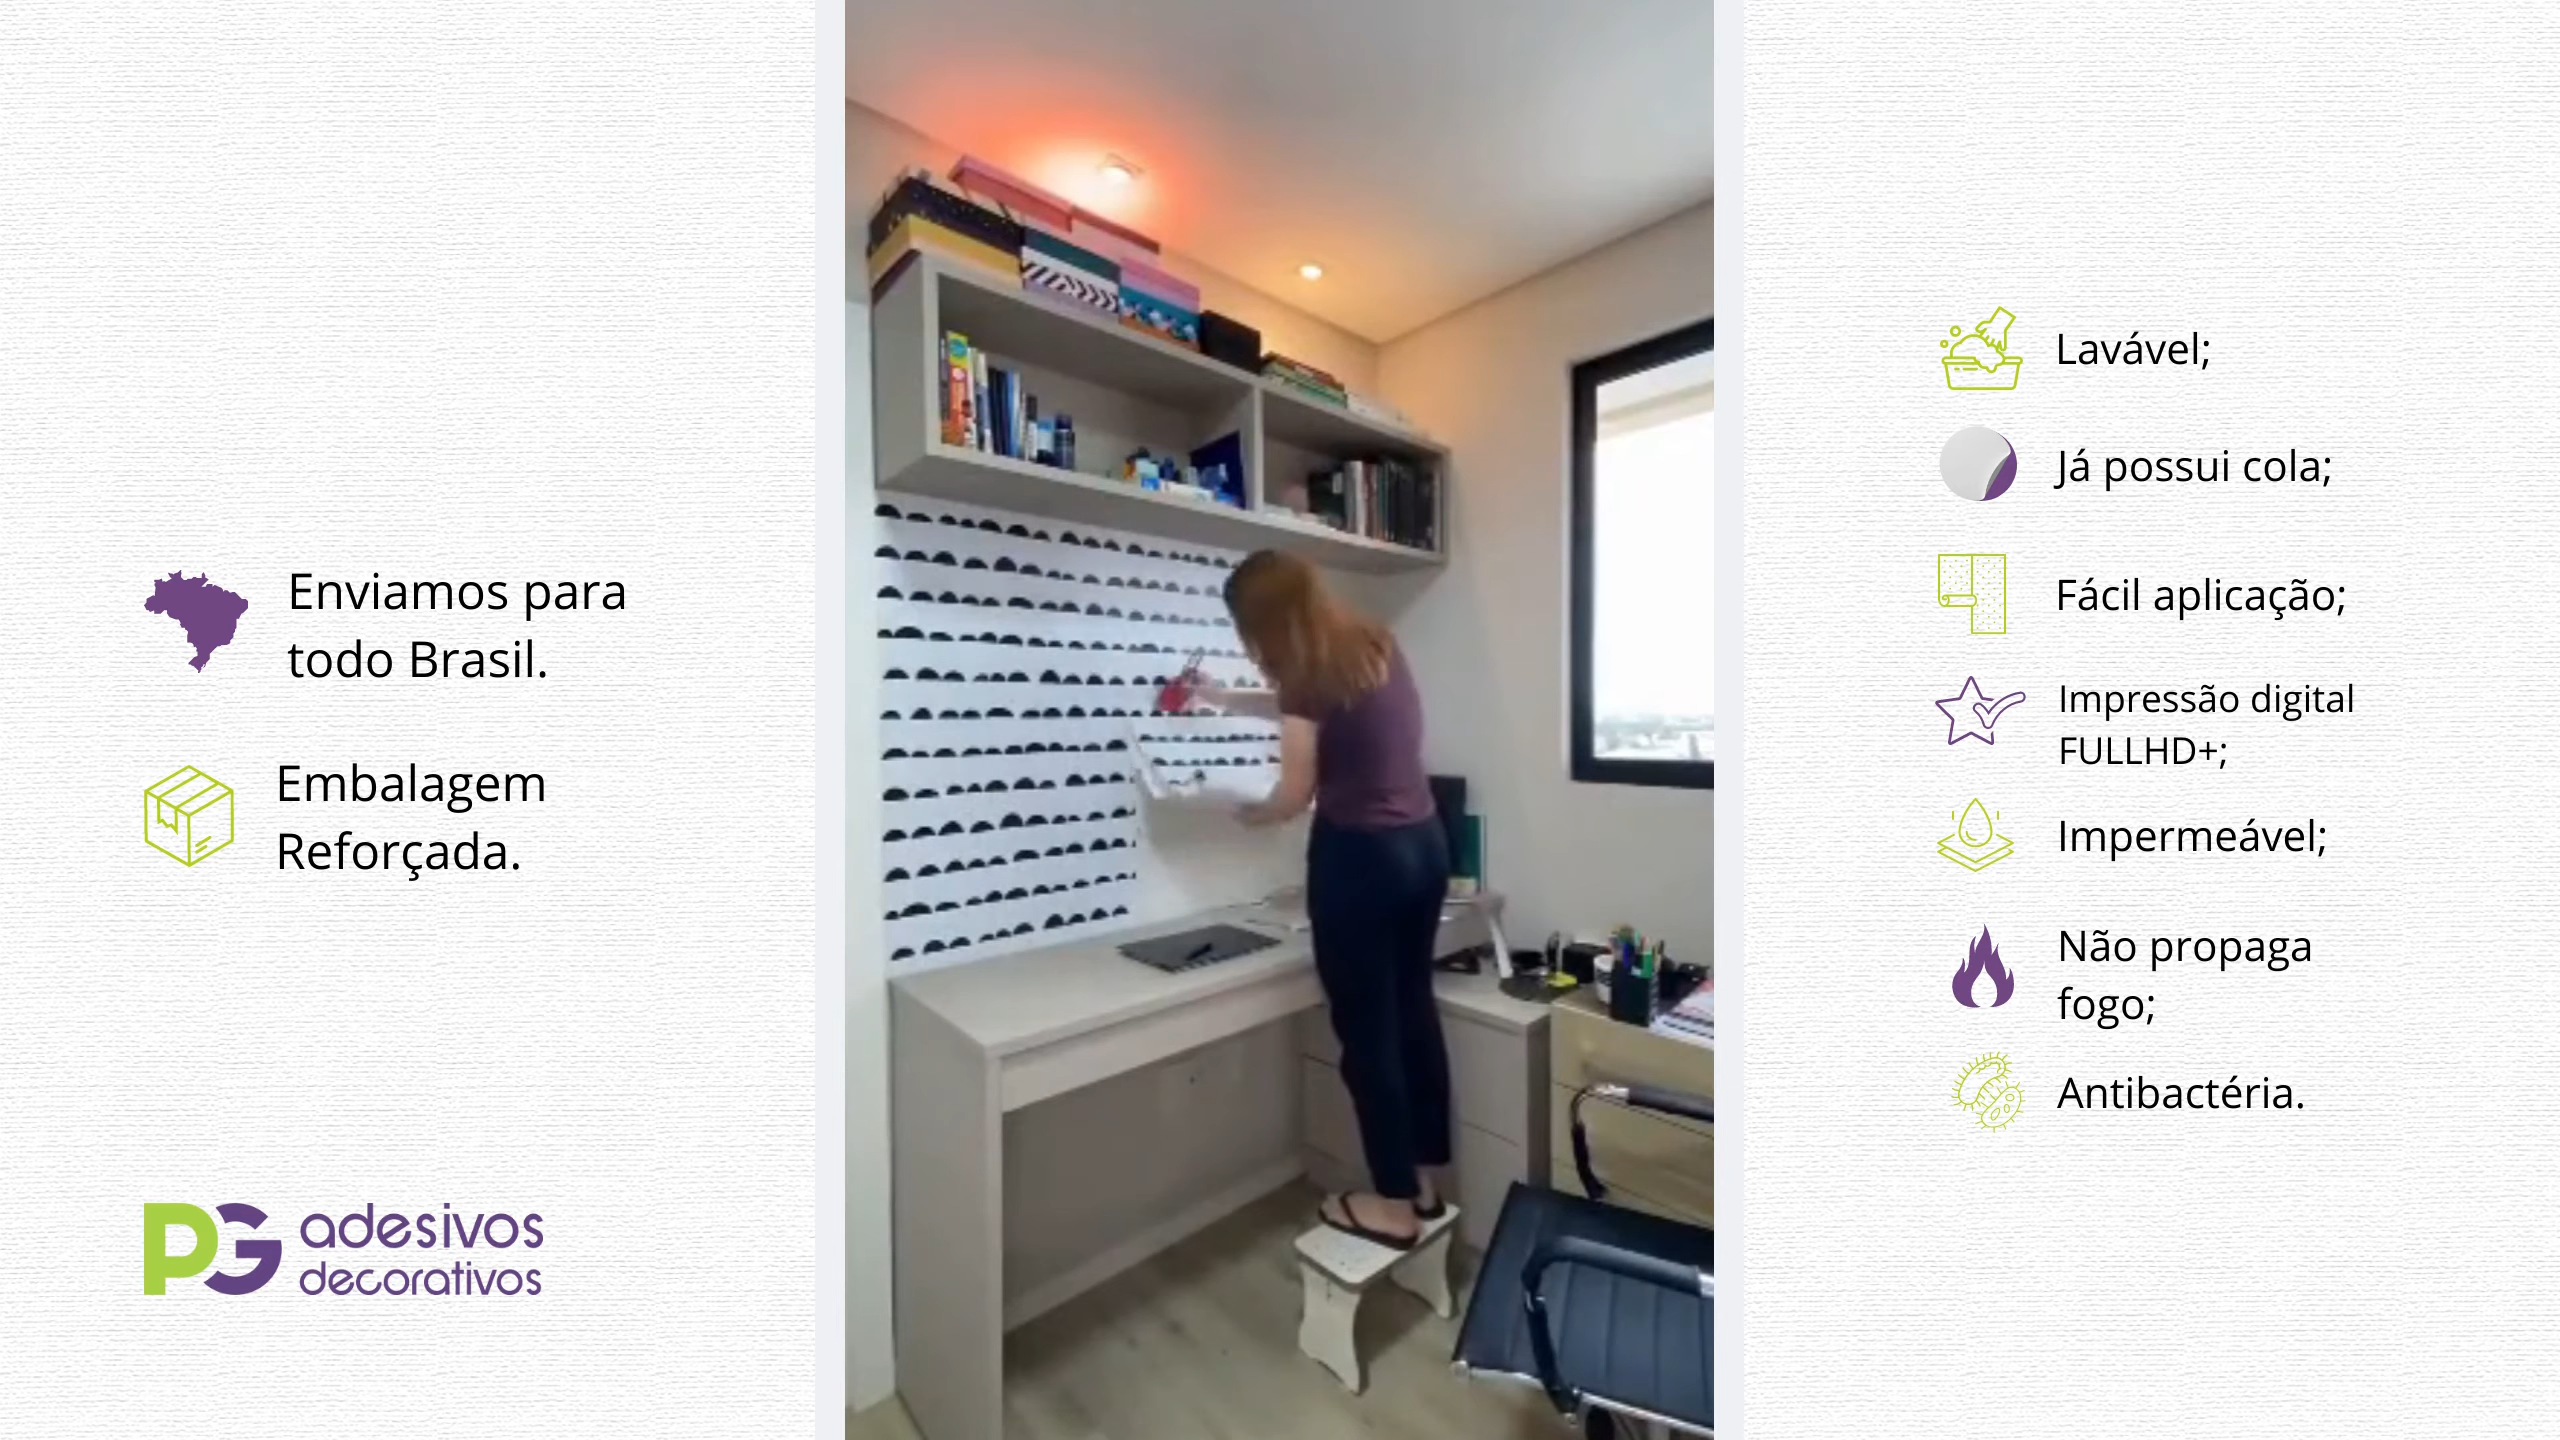 Enviamos para
todo Brasil.
Embalagem
Reforçada.
PG adesivos
decorativos
Lavável;
Já possui cola;
Fácil aplicação;
Impressão digital
FULLHD+;
Impermeável;
Não propaga
fogo;
Antibactéria.